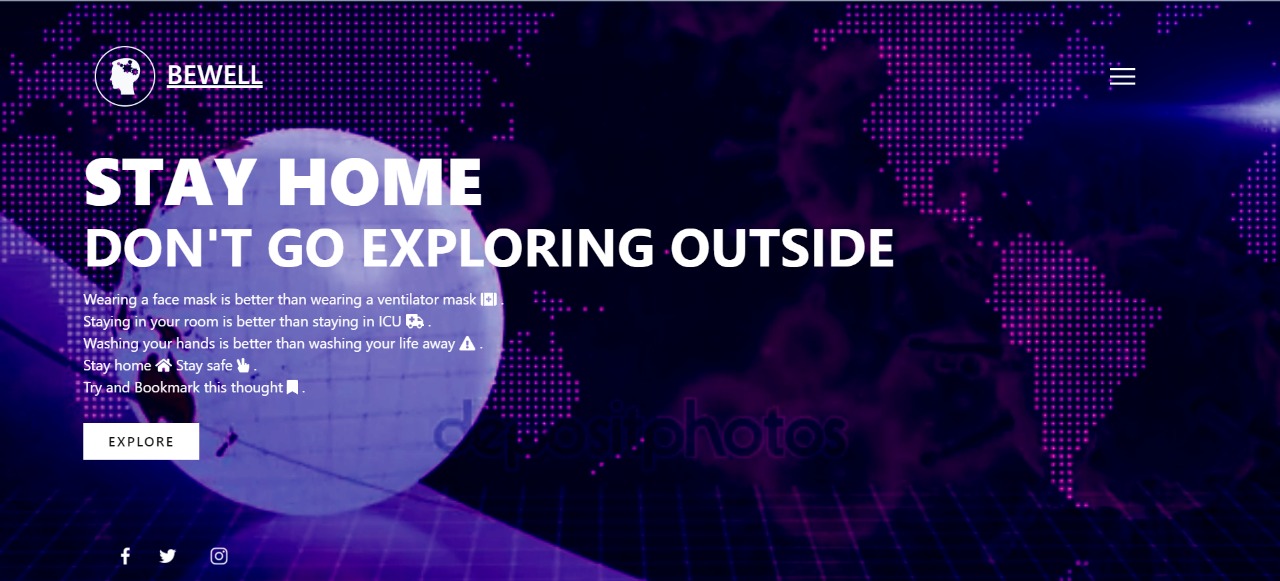 BEWELL
STAY HOME
DON'T GO EXPLORING OUTSIDE
Wearing a face mask is better than wearing a ventilator mask .
Staying in your room is better than staying in ICU .
Washing your hands is better than washing your life away .
Stay home Stay safe .
Try and Bookmark this thought .
EXPLORE
depositphotos